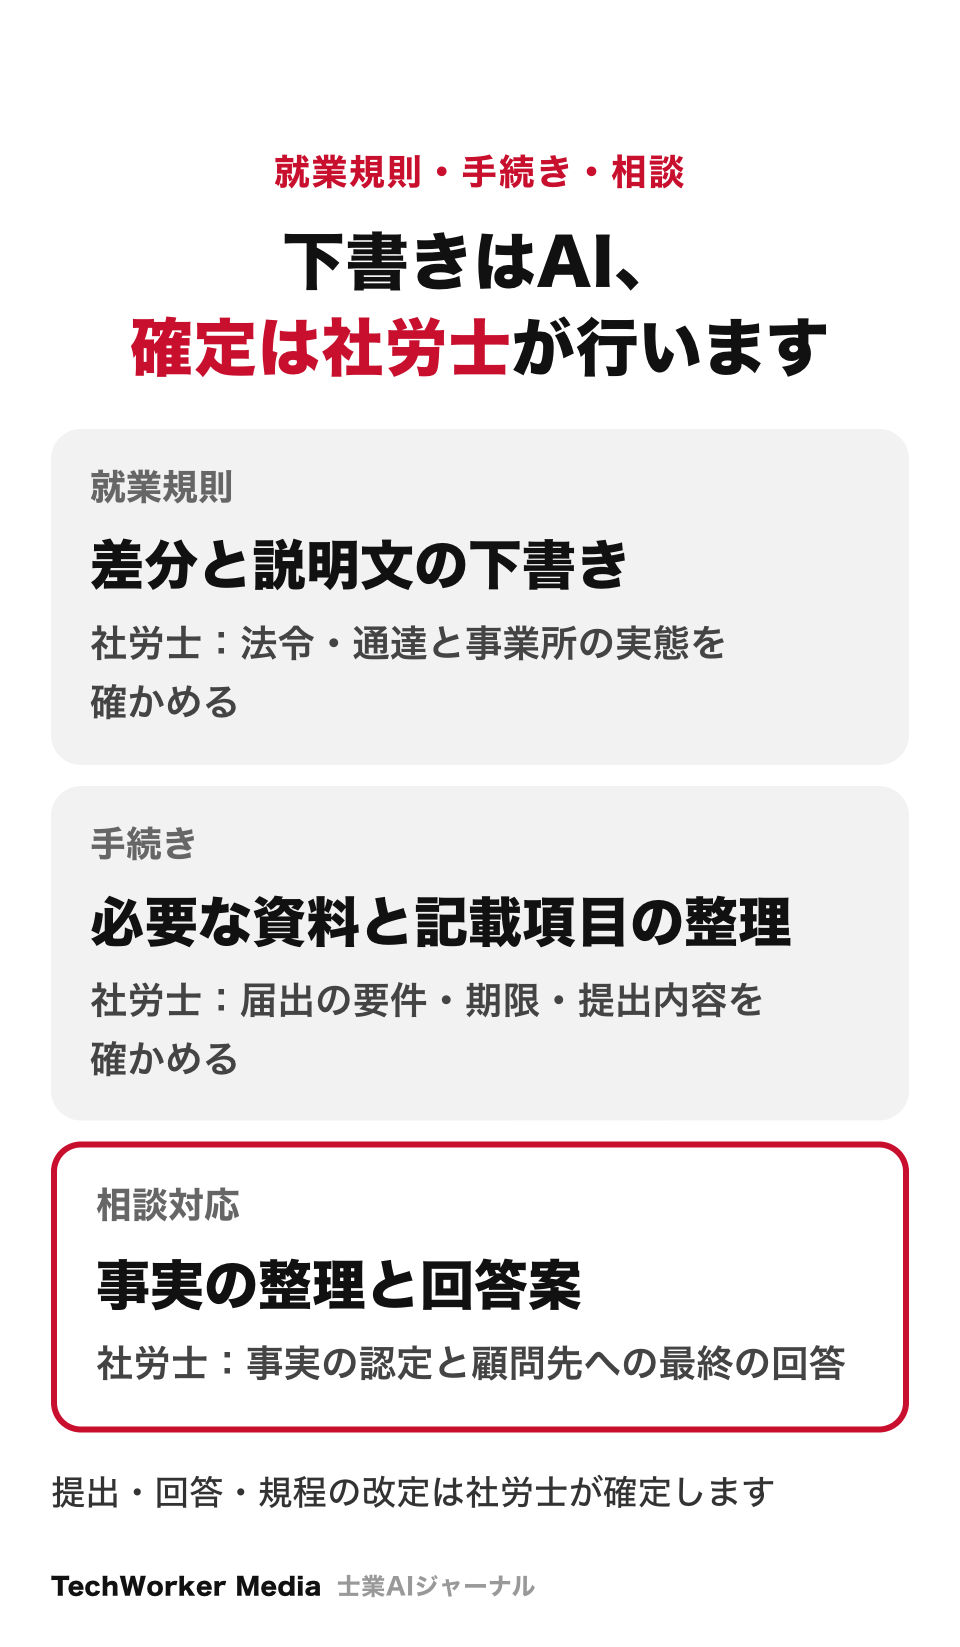 就業規則・手続き・相談
下書きはAI、
確定は社労士が行います
就業規則
差分と説明文の下書き
社労士：法令・通達と事業所の実態を
確かめる
手続き
必要な資料と記載項目の整理
社労士：届出の要件・期限・提出内容を
確かめる
相談対応
事実の整理と回答案
社労士：事実の認定と顧問先への最終の回答
提出・回答・規程の改定は社労士が確定します
TechWorker Media 士業AIジャーナル